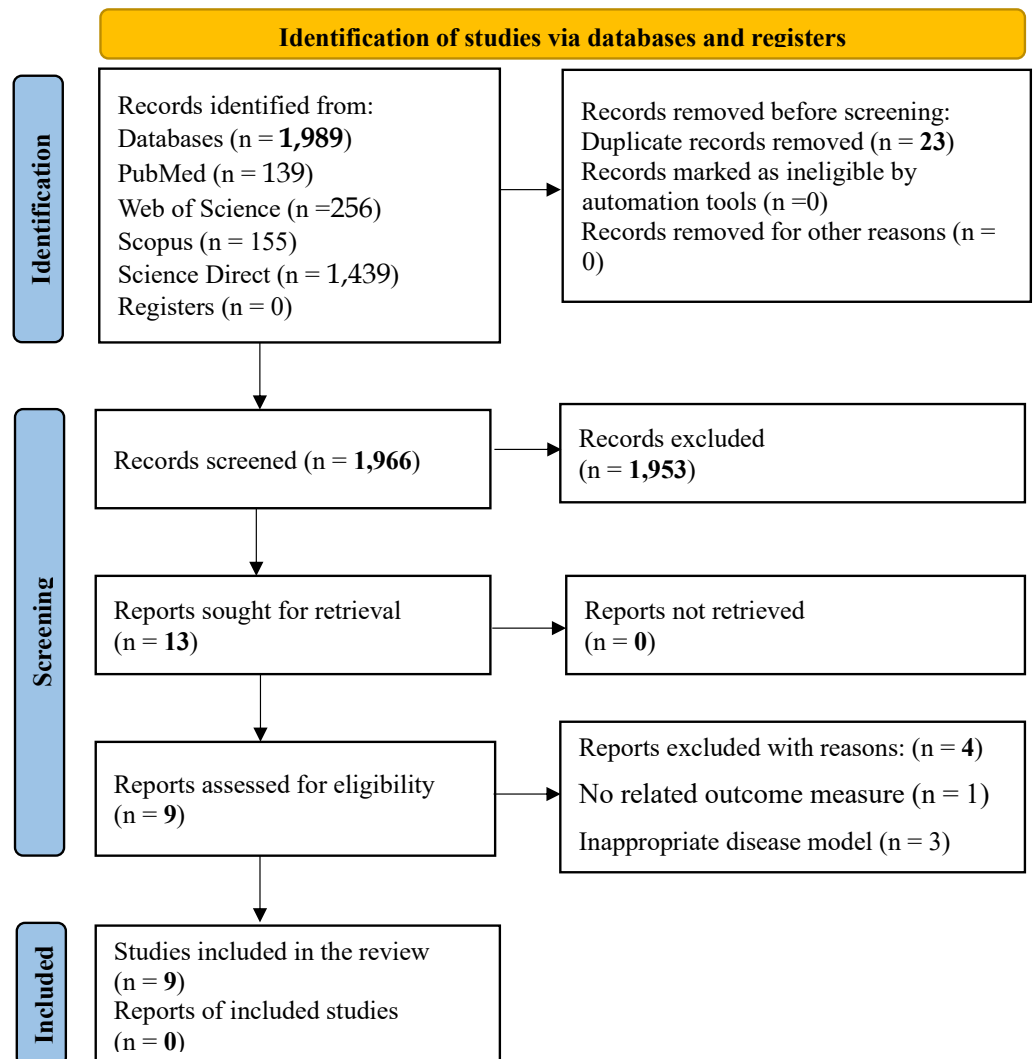 Identification of studies via databases and registers
Identification
Records identified from:
Databases (n = 1,989)
PubMed (n = 139)
Web of Science (n =256)
Scopus (n = 155)
Science Direct (n = 1,439)
Registers (n = 0)
Records removed before screening:
Duplicate records removed (n = 23)
Records marked as ineligible by
automation tools (n =0)
Records removed for other reasons (n =
0)
Screening
Records screened (n = 1,966)
Records excluded
(n = 1,953)
Reports sought for retrieval
(n = 13)
Reports not retrieved
(n = 0)
Reports assessed for eligibility
(n = 9)
Reports excluded with reasons: (n = 4)
No related outcome measure (n = 1)
Inappropriate disease model (n = 3)
Included
Studies included in the review
(n = 9)
Reports of included studies
(n = 0)